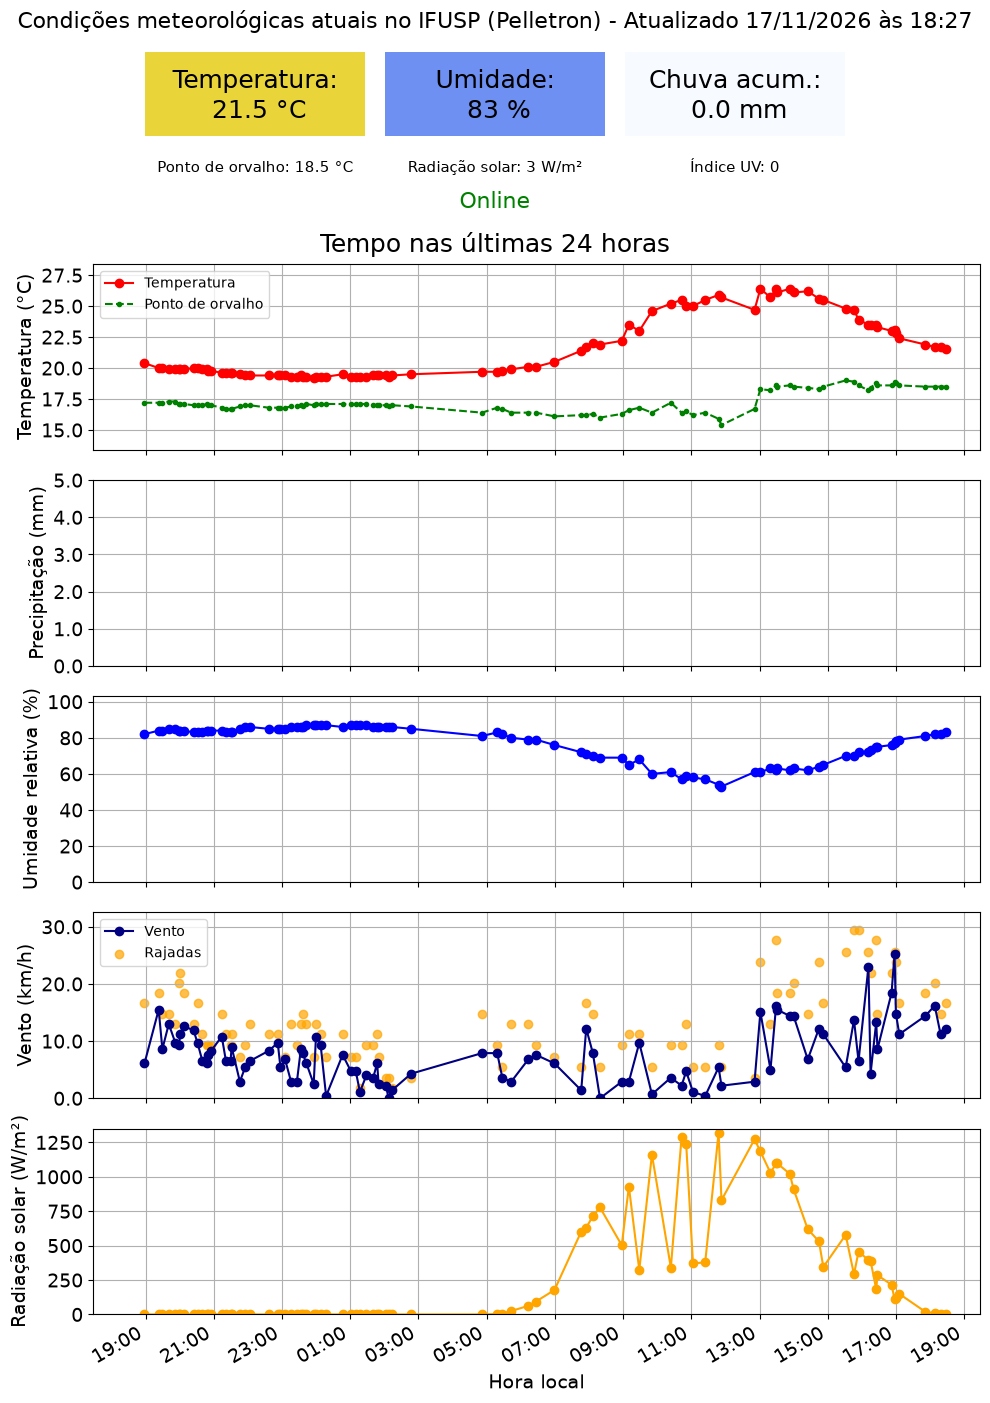 Condições meteorológicas atuais no IFUSP (Pelletron) - Atualizado 17/11/2026 às 18:27
Temperatura:
21.5 °C
Umidade:
83 %
Chuva acum.:
0.0 mm
Ponto de orvalho: 18.5 °C
Radiação solar: 3 W/m²
Índice UV: 0
Online
Tempo nas últimas 24 horas
Temperatura (°C)
27.5
25.0
22.5
20.0
17.5
15.0
Temperatura
Ponto de orvalho
Precipitação (mm)
5.0
4.0
3.0
2.0
1.0
0.0
Umidade relativa (%)
100
80
60
40
20
0
Vento (km/h)
30.0
20.0
10.0
0.0
Vento
Rajadas
Radiação solar (W/m²)
1250
1000
750
500
250
0
19:00
21:00
23:00
01:00
03:00
05:00
07:00
09:00
11:00
13:00
15:00
17:00
19:00
Hora local